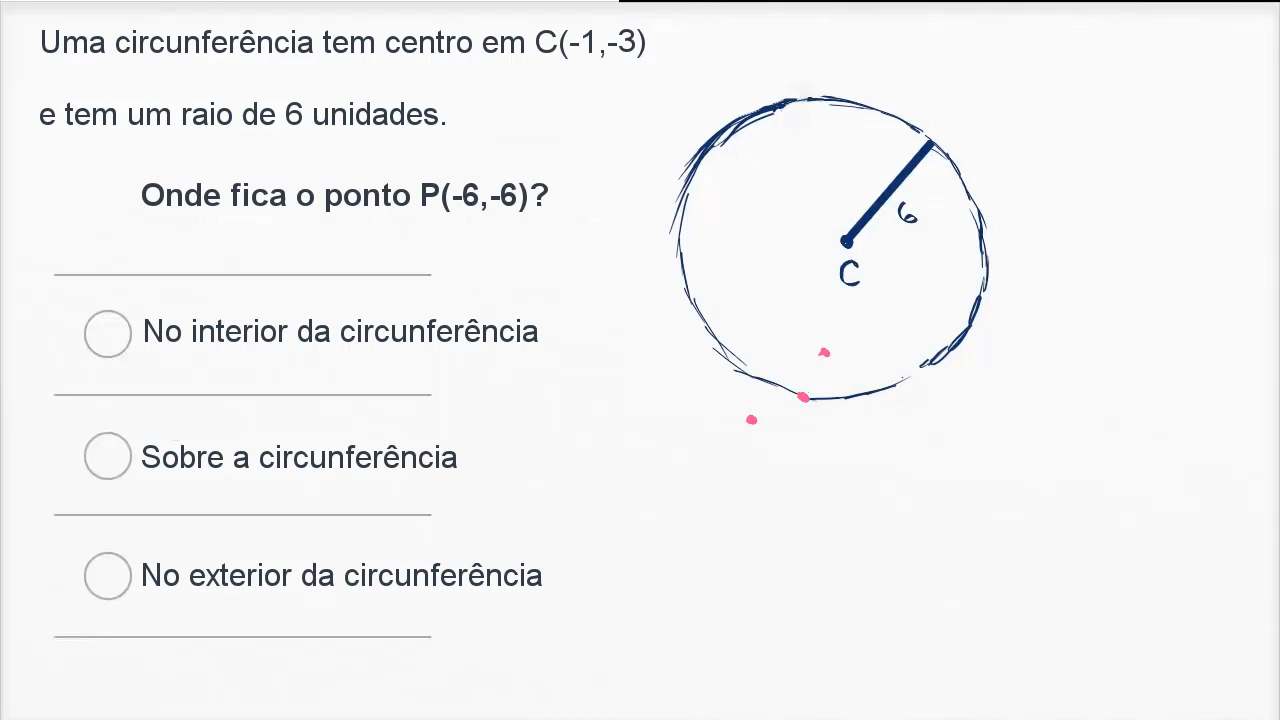 Uma circunferência tem centro em C(-1,-3)
e tem um raio de 6 unidades.
Onde fica o ponto P(-6,-6)?
No interior da circunferência
Sobre a circunferência
No exterior da circunferência
6
C